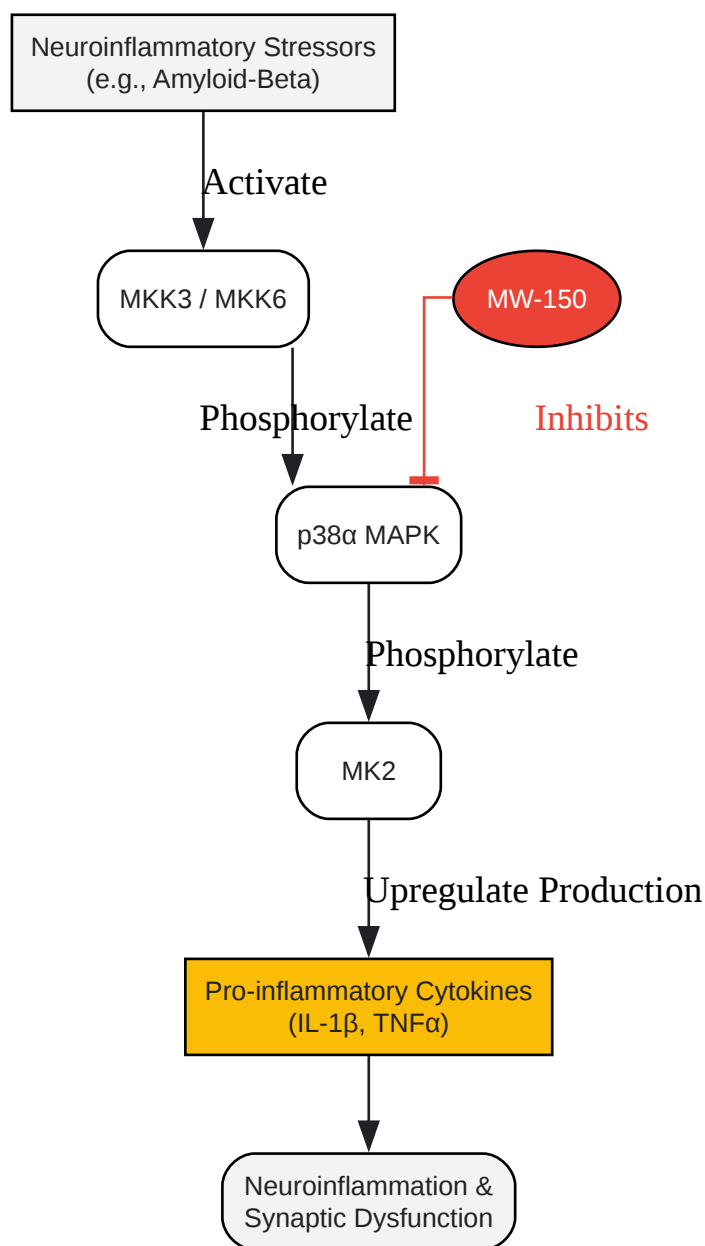 Neuroinflammatory Stressors
(e.g., Amyloid-Beta)
Activate
MKK3 / MKK6
MW-150
Phosphorylate
Inhibits
p38α MAPK
Phosphorylate
MK2
Upregulate Production
Pro-inflammatory Cytokines
(IL-1β, TNFα)
Neuroinflammation &
Synaptic Dysfunction